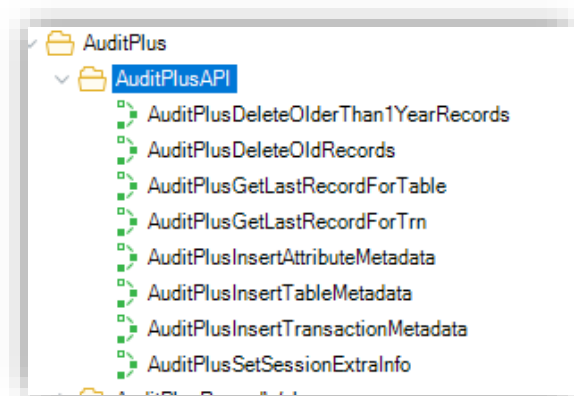 AuditPlus
AuditPlusAPI
AuditPlusDeleteOlderThan1YearRecords
AuditPlusDeleteOldRecords
AuditPlusGetLastRecordForTable
AuditPlusGetLastRecordForTrn
AuditPlusInsertAttributeMetadata
AuditPlusInsertTableMetadata
AuditPlusInsertTransactionMetadata
AuditPlusSetSessionExtraInfo